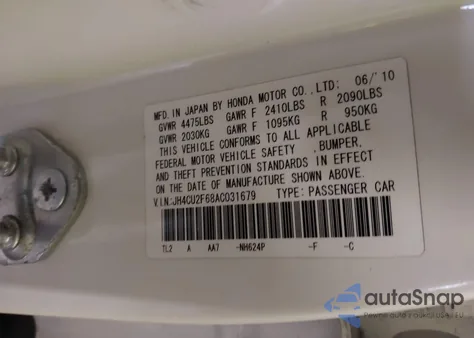 MFD. IN JAPAN BY HONDA MOTOR CO., LTD: 06/'10
GVWR 4475LBS GAWR F 2410LBS R 2090LBS
GVWR 2030KG GAWR F 1095KG R 950KG
THIS VEHICLE CONFORMS TO ALL APPLICABLE
FEDERAL MOTOR VEHICLE SAFETY ,BUMPER,
AND THEFT PREVENTION STANDARDS IN EFFECT
ON THE DATE OF MANUFACTURE SHOWN ABOVE.
V.I.N:JH4CU2F68AC031679 TYPE: PASSENGER CAR
TL2 A AA7 -NH624P -F -C
autoSnap